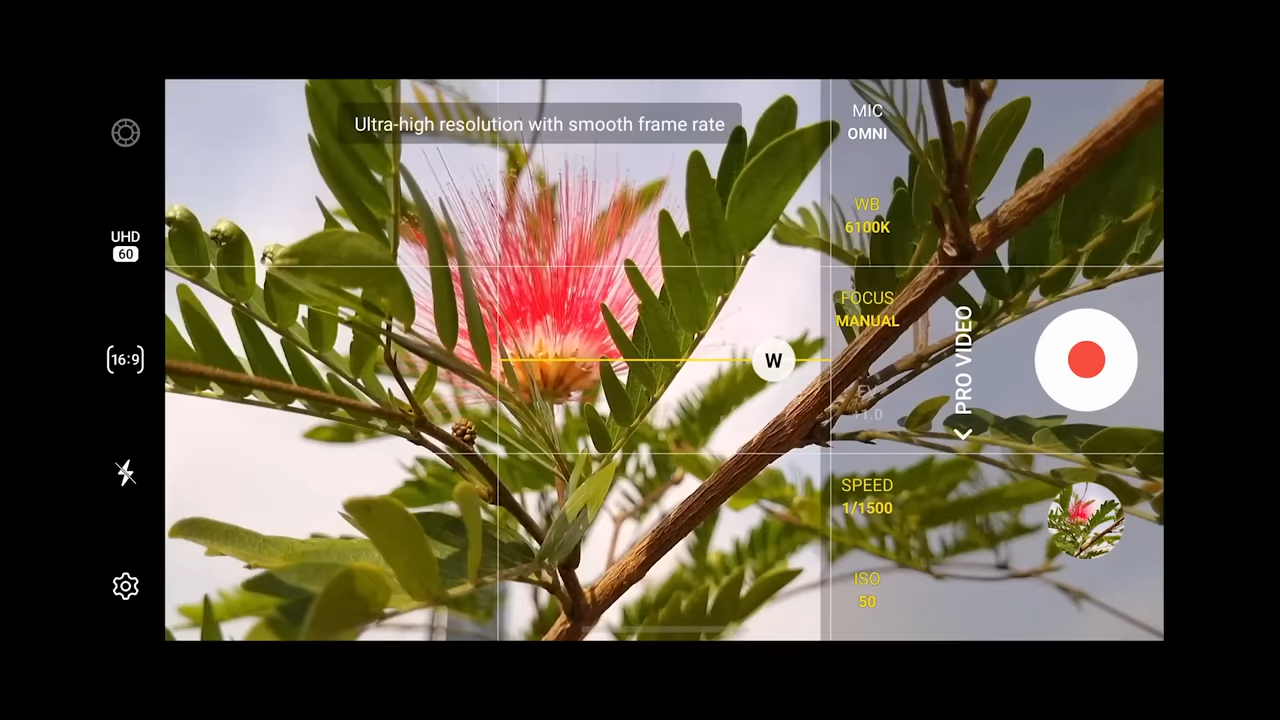 Ultra-high resolution with smooth frame rate
UHD
60
16:9
W
MIC
OMNI
WB
6100K
FOCUS
MANUAL
SPEED
1/1500
ISO
50
PRO VIDEO